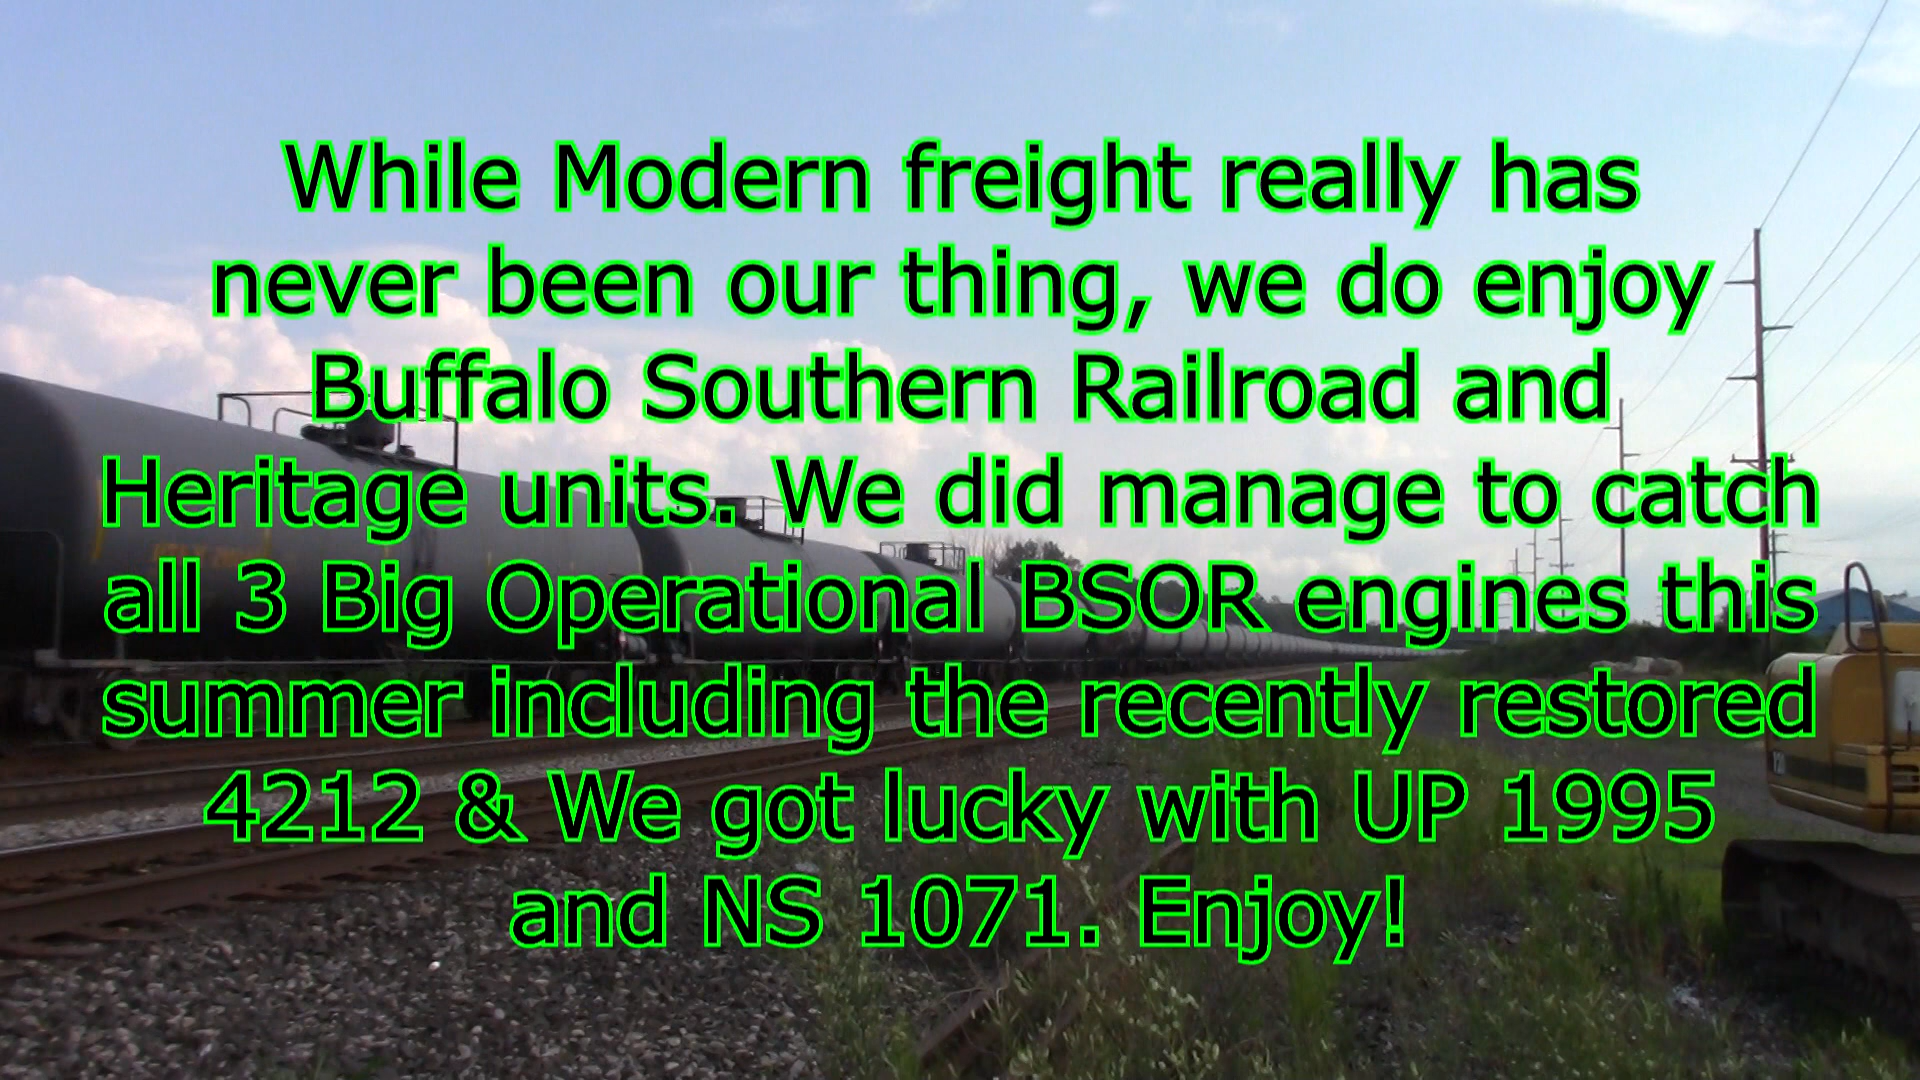 While Modern freight really has
never been our thing, we do enjoy
Buffalo Southern Railroad and
Heritage units. We did manage to catch
all 3 Big Operational BSOR engines this
summer including the recently restored
4212 & We got lucky with UP 1995
and NS 1071. Enjoy!